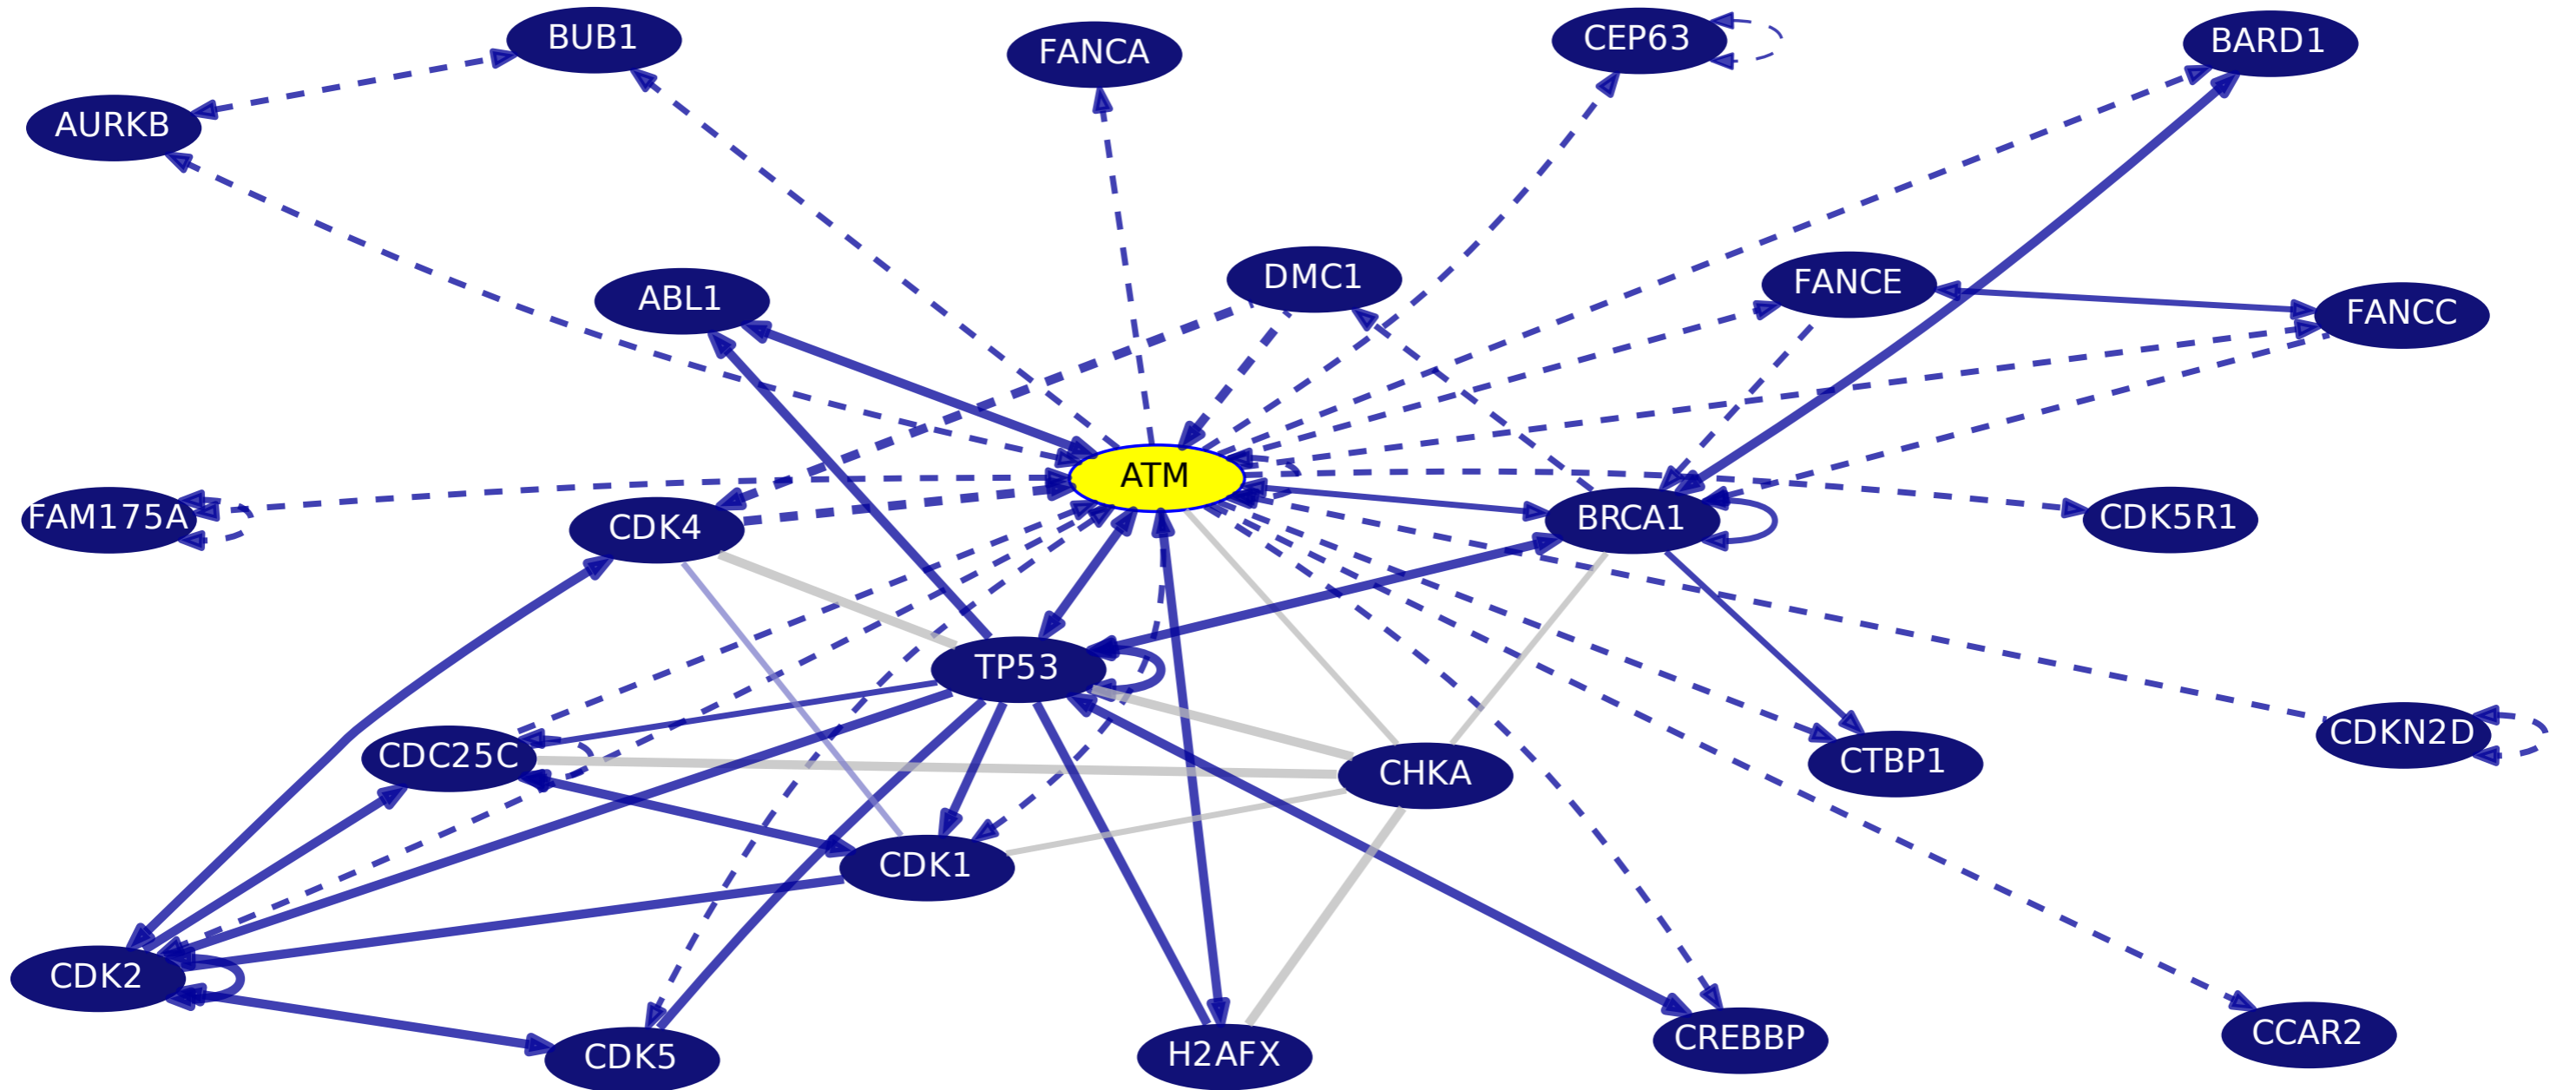 BUB1
FANCA
CEP63
BARD1
AURKB
DMC1
FANCE
ABL1
FANCC
ATM
FAM175A
CDK4
BRCA1
CDK5R1
TP53
CDC25C
CHKA
CTBP1
CDKN2D
CDK1
CDK2
CDK5
H2AFX
CREBBP
CCAR2